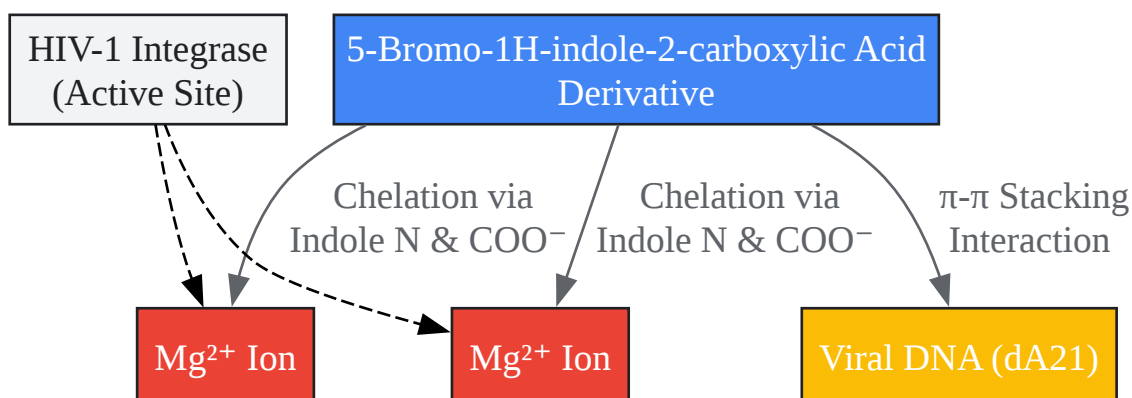 HIV-1 Integrase
(Active Site)
5-Bromo-1H-indole-2-carboxylic Acid
Derivative
Chelation via
Indole N & COO⁻
Chelation via
Indole N & COO⁻
π-π Stacking
Interaction
Mg²⁺ Ion
Mg²⁺ Ion
Viral DNA (dA21)